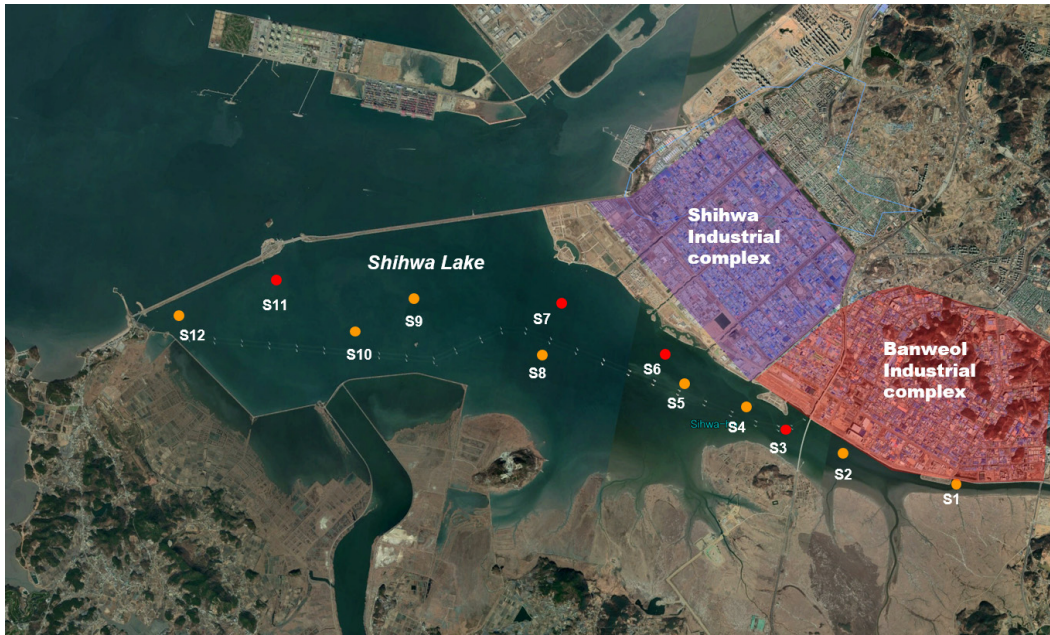 Shihwa
Industrial
complex
Shihwa Lake
S11
S9
S7
S12
S10
S8
S6
Banweol
Industrial
complex
S5
S4
S3
S2
S1